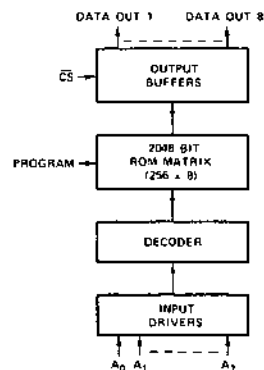 DATA OUT 1 DATA OUT 8
OUTPUT
BUFFERS
CS
2048 BIT
ROM MATRIX
(256 x 8)
PROGRAM
DECODER
INPUT
DRIVERS
A0 A1 A7